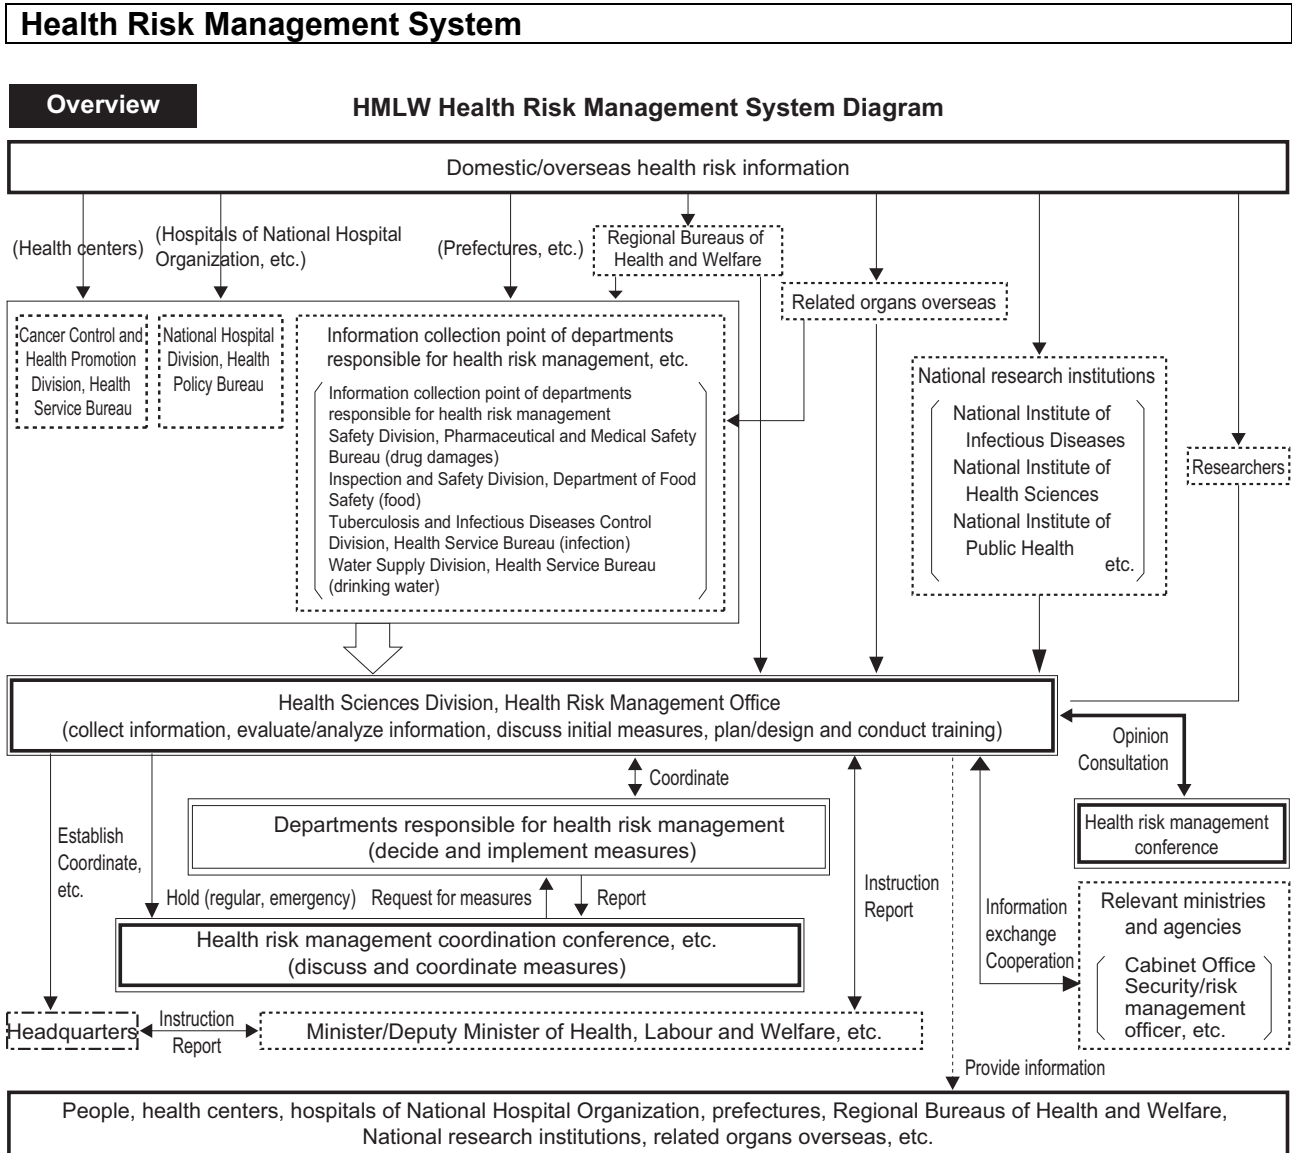 Health Risk Management System
Overview
HMLW Health Risk Management System Diagram
Domestic/overseas health risk information
(Health centers)
(Hospitals of National Hospital
Organization, etc.)
(Prefectures, etc.)
Regional Bureaus of
Health and Welfare
Related organs overseas
Cancer Control and
Health Promotion
Division, Health
Service Bureau
National Hospital
Division, Health
Policy Bureau
Information collection point of departments
responsible for health risk management, etc.
Information collection point of departments
responsible for health risk management
Safety Division, Pharmaceutical and Medical Safety
Bureau (drug damages)
Inspection and Safety Division, Department of Food
Safety (food)
Tuberculosis and Infectious Diseases Control
Division, Health Service Bureau (infection)
Water Supply Division, Health Service Bureau
(drinking water)
National research institutions
National Institute of
Infectious Diseases
National Institute of
Health Sciences
National Institute of
Public Health
etc.
Researchers
Health Sciences Division, Health Risk Management Office
(collect information, evaluate/analyze information, discuss initial measures, plan/design and conduct training)
Opinion
Consultation
Coordinate
Departments responsible for health risk management
(decide and implement measures)
Health risk management
conference
Establish
Coordinate,
etc.
Hold (regular, emergency)
Request for measures
Report
Instruction
Report
Information
exchange
Cooperation
Relevant ministries
and agencies
Cabinet Office
Security/risk
management
officer, etc.
Health risk management coordination conference, etc.
(discuss and coordinate measures)
Headquarters
Instruction
Report
Minister/Deputy Minister of Health, Labour and Welfare, etc.
Provide information
People, health centers, hospitals of National Hospital Organization, prefectures, Regional Bureaus of Health and Welfare,
National research institutions, related organs overseas, etc.